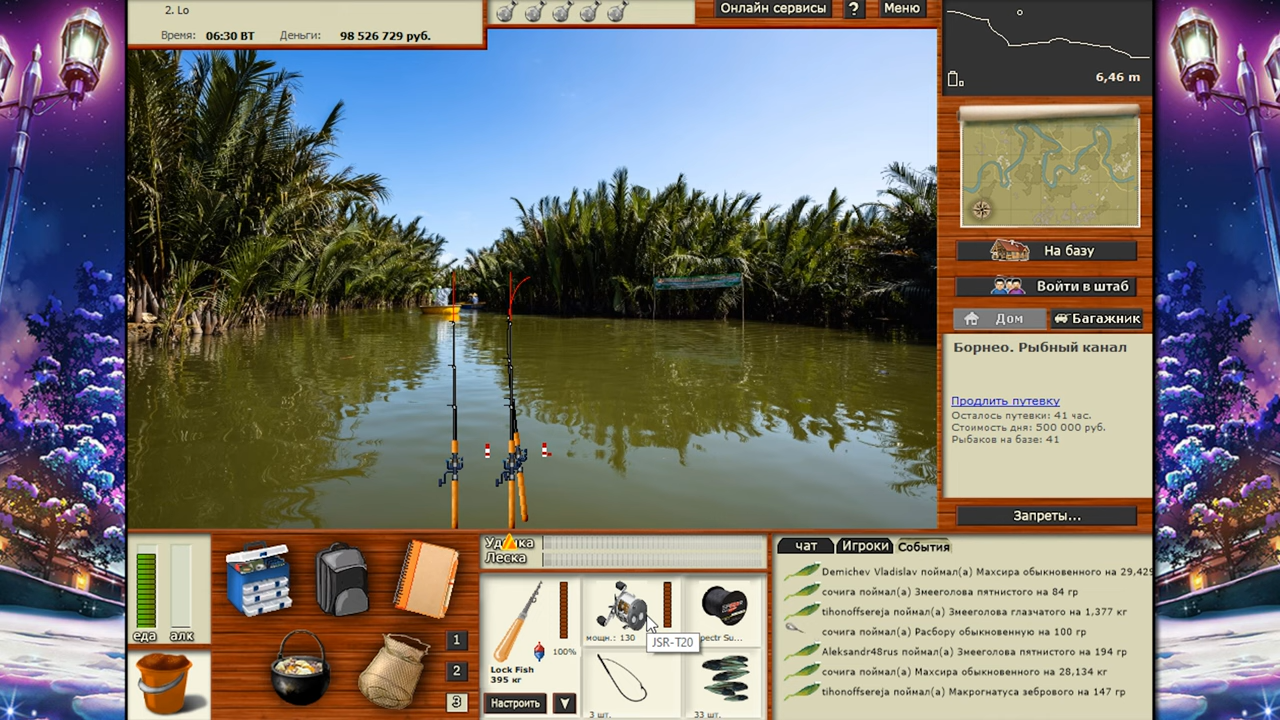 2. Lo
Время: 06:30 ВТ Деньги: 98 526 729 руб.
Онлайн сервисы
?
Меню
6,46 m
На базу
Войти в штаб
Дом
Багажник
Борнео. Рыбный канал
Продлить путевку
Осталось путевки: 41 час.
Стоимость дня: 500 000 руб.
Рыбаков на базе: 41
Запреты...
еда алк
1
2
3
Леска
мощн.: 130
JSR-T20
100%
Lock Fish
395 кг
Настроить
3 шт.
33 шт.
чат Игроки События
Demichev Vladislav поймал(а) Махсира обыкновенного на 29,429
сочига поймал(а) Змееголова пятнистого на 84 гр
tihonoffsereja поймал(а) Змееголова глазчатого на 1,377 кг
сочига поймал(а) Расбору обыкновенную на 100 гр
Aleksandr48rus поймал(а) Змееголова пятнистого на 194 гр
сочига поймал(а) Махсира обыкновенного на 28,134 кг
tihonoffsereja поймал(а) Макрогнатуса зебрового на 147 гр